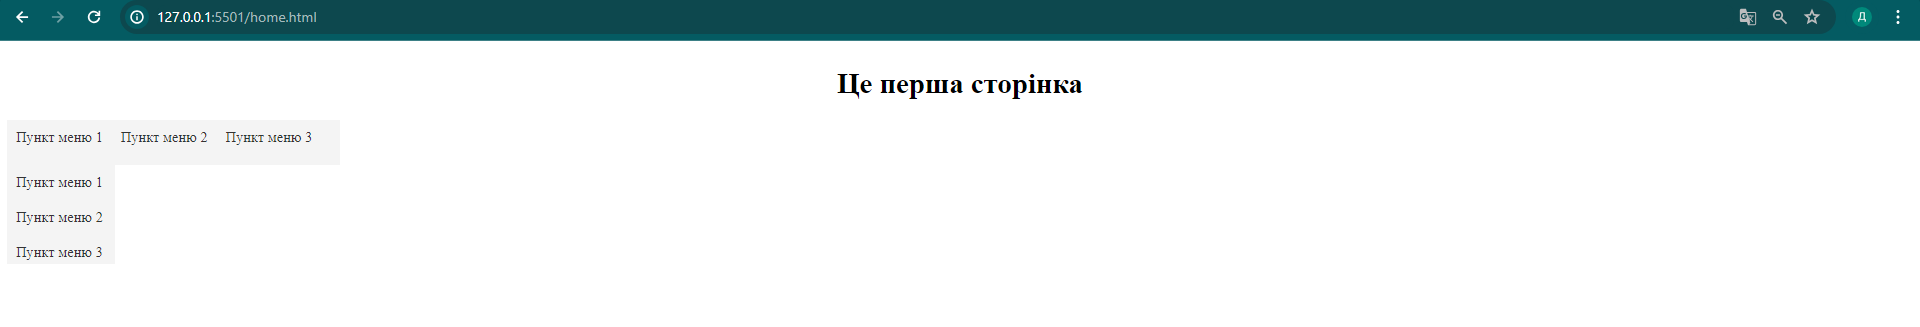 127.0.0.1:5501/home.html
Д
Це перша сторінка
Пункт меню 1 Пункт меню 2 Пункт меню 3
Пункт меню 1
Пункт меню 2
Пункт меню 3